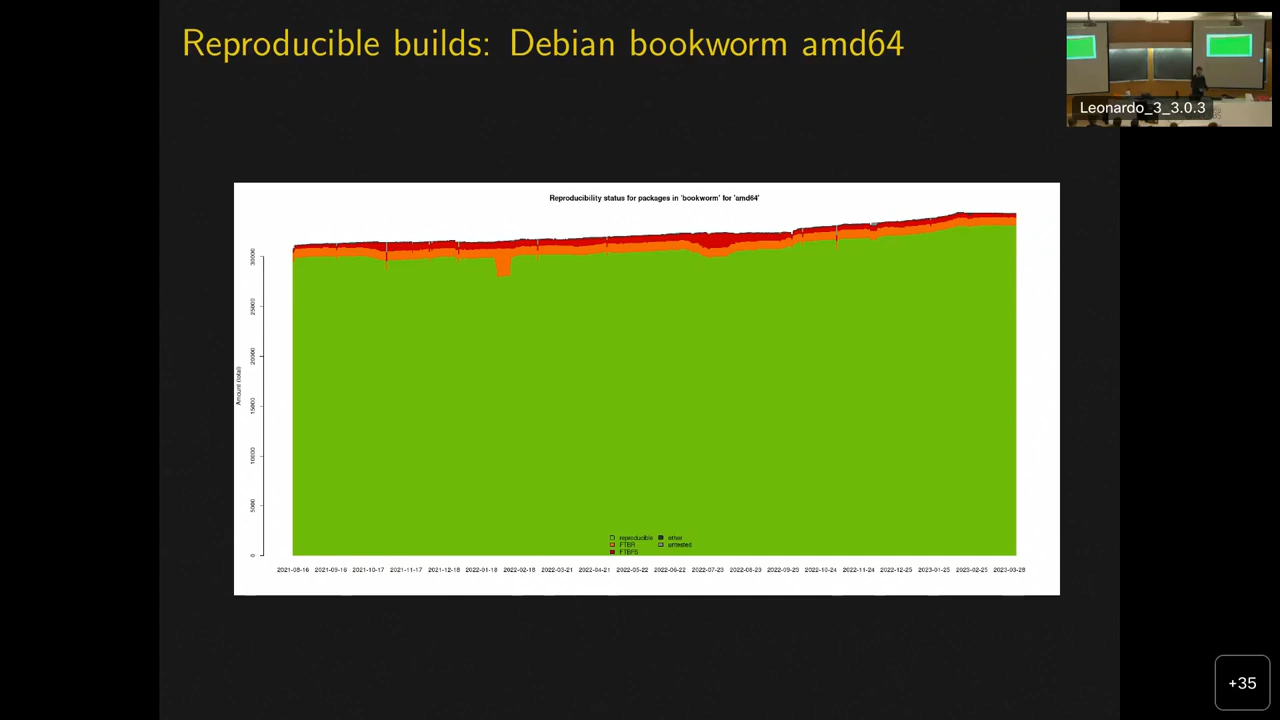 Reproducible builds: Debian bookworm amd64
Leonardo_3_3.0.3
Reproducibility status for packages in 'bookworm' for 'amd64'
Amount (total)
30000
25000
20000
15000
10000
5000
0
reproducible
other
FTBR
untested
FTBFS
2021-08-16 2021-09-16 2021-10-17 2021-11-17 2021-12-18 2022-01-18 2022-02-18 2022-03-21 2022-04-21 2022-05-22 2022-06-22 2022-07-23 2022-08-23 2022-09-23 2022-10-24 2022-11-24 2022-12-25 2023-01-25 2023-02-25 2023-03-28
+35